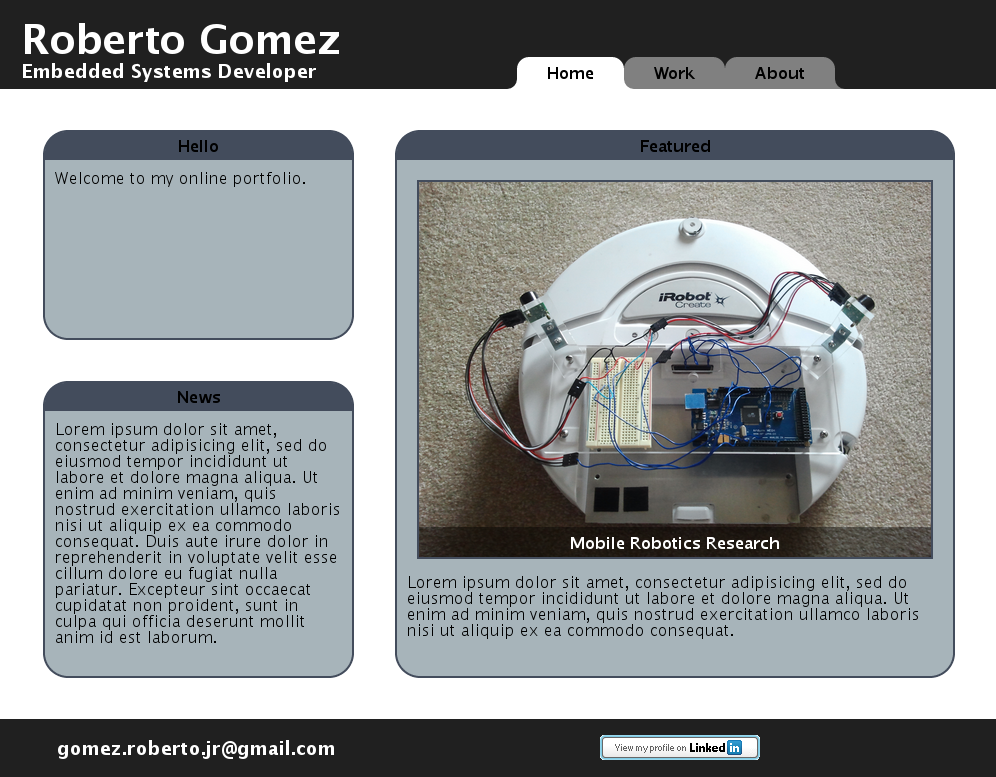 Roberto Gomez
Embedded Systems Developer
Home
Work
About
Hello
Welcome to my online portfolio.
News
Lorem ipsum dolor sit amet,
consectetur adipisicing elit, sed do
eiusmod tempor incididunt ut
labore et dolore magna aliqua. Ut
enim ad minim veniam, quis
nostrud exercitation ullamco laboris
nisi ut aliquip ex ea commodo
consequat. Duis aute irure dolor in
reprehenderit in voluptate velit esse
cillum dolore eu fugiat nulla
pariatur. Excepteur sint occaecat
cupidatat non proident, sunt in
culpa qui officia deserunt mollit
anim id est laborum.
Featured
iRobot
Create
Mobile Robotics Research
Lorem ipsum dolor sit amet, consectetur adipisicing elit, sed do
eiusmod tempor incididunt ut labore et dolore magna aliqua. Ut
enim ad minim veniam, quis nostrud exercitation ullamco laboris
nisi ut aliquip ex ea commodo consequat.
gomez.roberto.jr@gmail.com
View my profile on Linked in